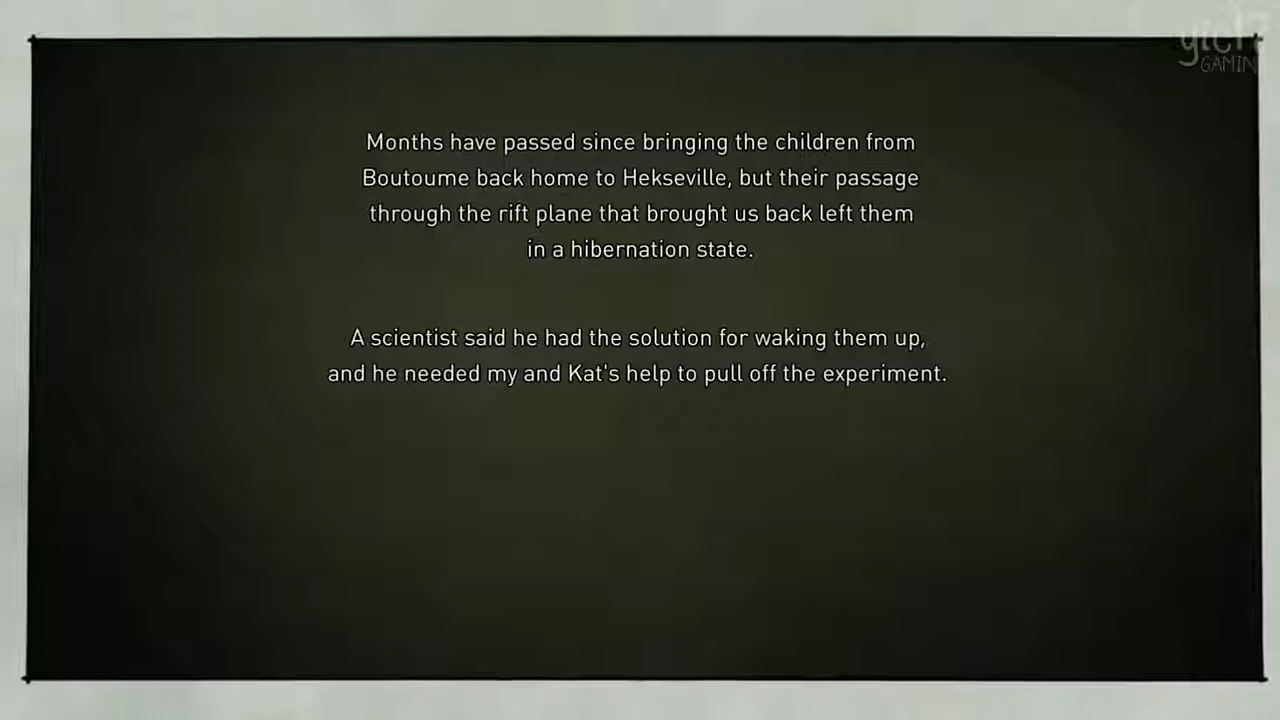 Months have passed since bringing the children from
Boutoume back home to Hekseville, but their passage
through the rift plane that brought us back left them
in a hibernation state.
A scientist said he had the solution for waking them up,
and he needed my and Kat's help to pull off the experiment.